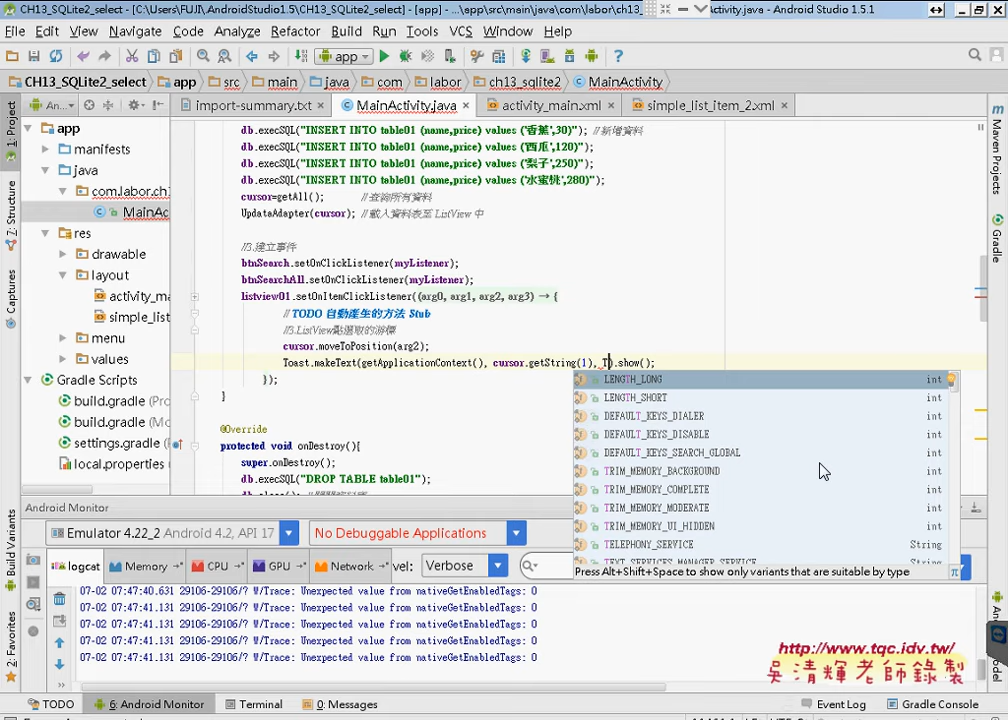 CH13_SQLite2_select - [C:\Users\FUJI\.AndroidStudio1.5\CH13_SQLite2_select] - [app] - ...\app\src\main\java\com\labor\ch13_
\Activity.java - Android Studio 1.5.1
File Edit View Navigate Code Analyze Refactor Build Run Tools VCS Window Help
app
CH13_SQLite2_select app src main java com labor ch13_sqlite2 MainActivity
An... import-summary.txt MainActivity.java activity_main.xml simple_list_item_2.xml
1: Project
7: Structure
Captures
Build Variants
2: Favorites
Maven Projects
Gradle
app
manifests
java
com.labor.ch1
MainAc
res
drawable
layout
activity_ma
simple_list
menu
values
Gradle Scripts
build.gradle (Pro
build.gradle (Mo
settings.gradle (
local.properties
db.execSQL("INSERT INTO table01 (name,price) values ('香蕉',30)"); //新增資料
db.execSQL("INSERT INTO table01 (name,price) values ('西瓜',120)");
db.execSQL("INSERT INTO table01 (name,price) values ('梨子',250)");
db.execSQL("INSERT INTO table01 (name,price) values ('水蜜桃',280)");
cursor=getAll(); //查詢所有資料
UpdataAdapter(cursor); //載入資料表至 ListView 中
//3.建立事件
btnSearch.setOnClickListener(myListener);
btnSearchAll.setOnClickListener(myListener);
listview01.setOnItemClickListener((arg0, arg1, arg2, arg3) → {
// TODO 自動產生的方法 Stub
//3.ListView點選取的游標
cursor.moveToPosition(arg2);
Toast.makeText(getApplicationContext(), cursor.getString(1), T).show();
});
}
@Override
protected void onDestroy(){
super.onDestroy();
db.execSQL("DROP TABLE table01");
LENGTH_LONG int
LENGTH_SHORT int
DEFAULT_KEYS_DIALER int
DEFAULT_KEYS_DISABLE int
DEFAULT_KEYS_SEARCH_GLOBAL int
TRIM_MEMORY_BACKGROUND int
TRIM_MEMORY_COMPLETE int
TRIM_MEMORY_MODERATE int
TRIM_MEMORY_UI_HIDDEN int
TELEPHONY_SERVICE String
TEXT_SERVICES_MANAGER_SERVICE String
Press Alt+Shift+Space to show only variants that are suitable by type
Android Monitor
Emulator 4.22_2 Android 4.2, API 17 No Debuggable Applications
logcat Memory CPU GPU Network vel: Verbose
07-02 07:47:40.631 29106-29106/? W/Trace: Unexpected value from nativeGetEnabledTags: 0
07-02 07:47:41.131 29106-29106/? W/Trace: Unexpected value from nativeGetEnabledTags: 0
07-02 07:47:41.131 29106-29106/? W/Trace: Unexpected value from nativeGetEnabledTags: 0
07-02 07:47:41.131 29106-29106/? W/Trace: Unexpected value from nativeGetEnabledTags: 0
07-02 07:47:41.131 29106-29106/? W/Trace: Unexpected value from nativeGetEnabledTags: 0
http://www.tqc.idv.tw/
吳清輝老師錄製
TODO 6: Android Monitor Terminal 0: Messages Event Log Gradle Console